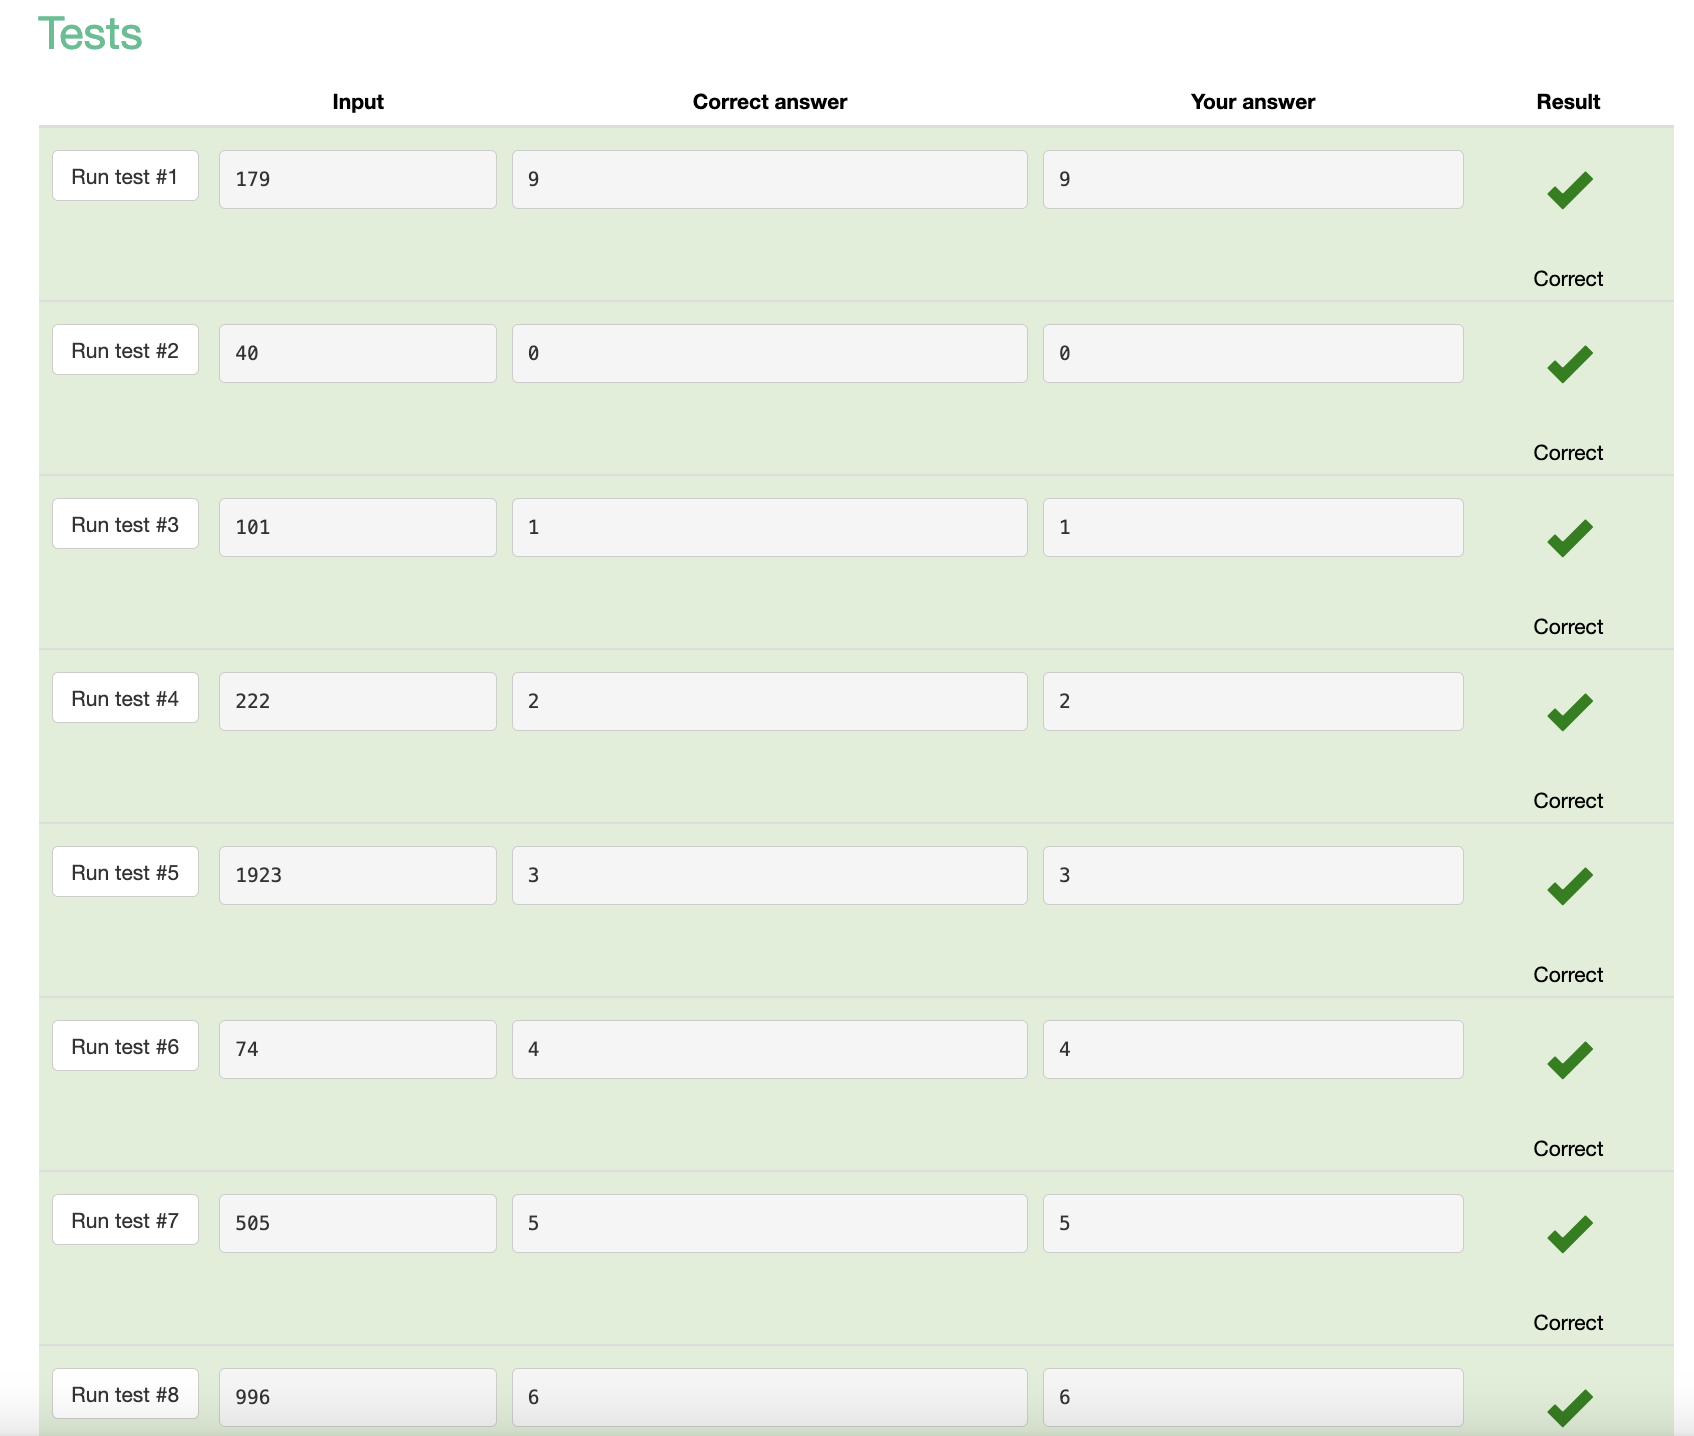 Tests
Input Correct answer Your answer Result
Run test #1 179 9 9
Correct
Run test #2 40 0 0
Correct
Run test #3 101 1 1
Correct
Run test #4 222 2 2
Correct
Run test #5 1923 3 3
Correct
Run test #6 74 4 4
Correct
Run test #7 505 5 5
Correct
Run test #8 996 6 6